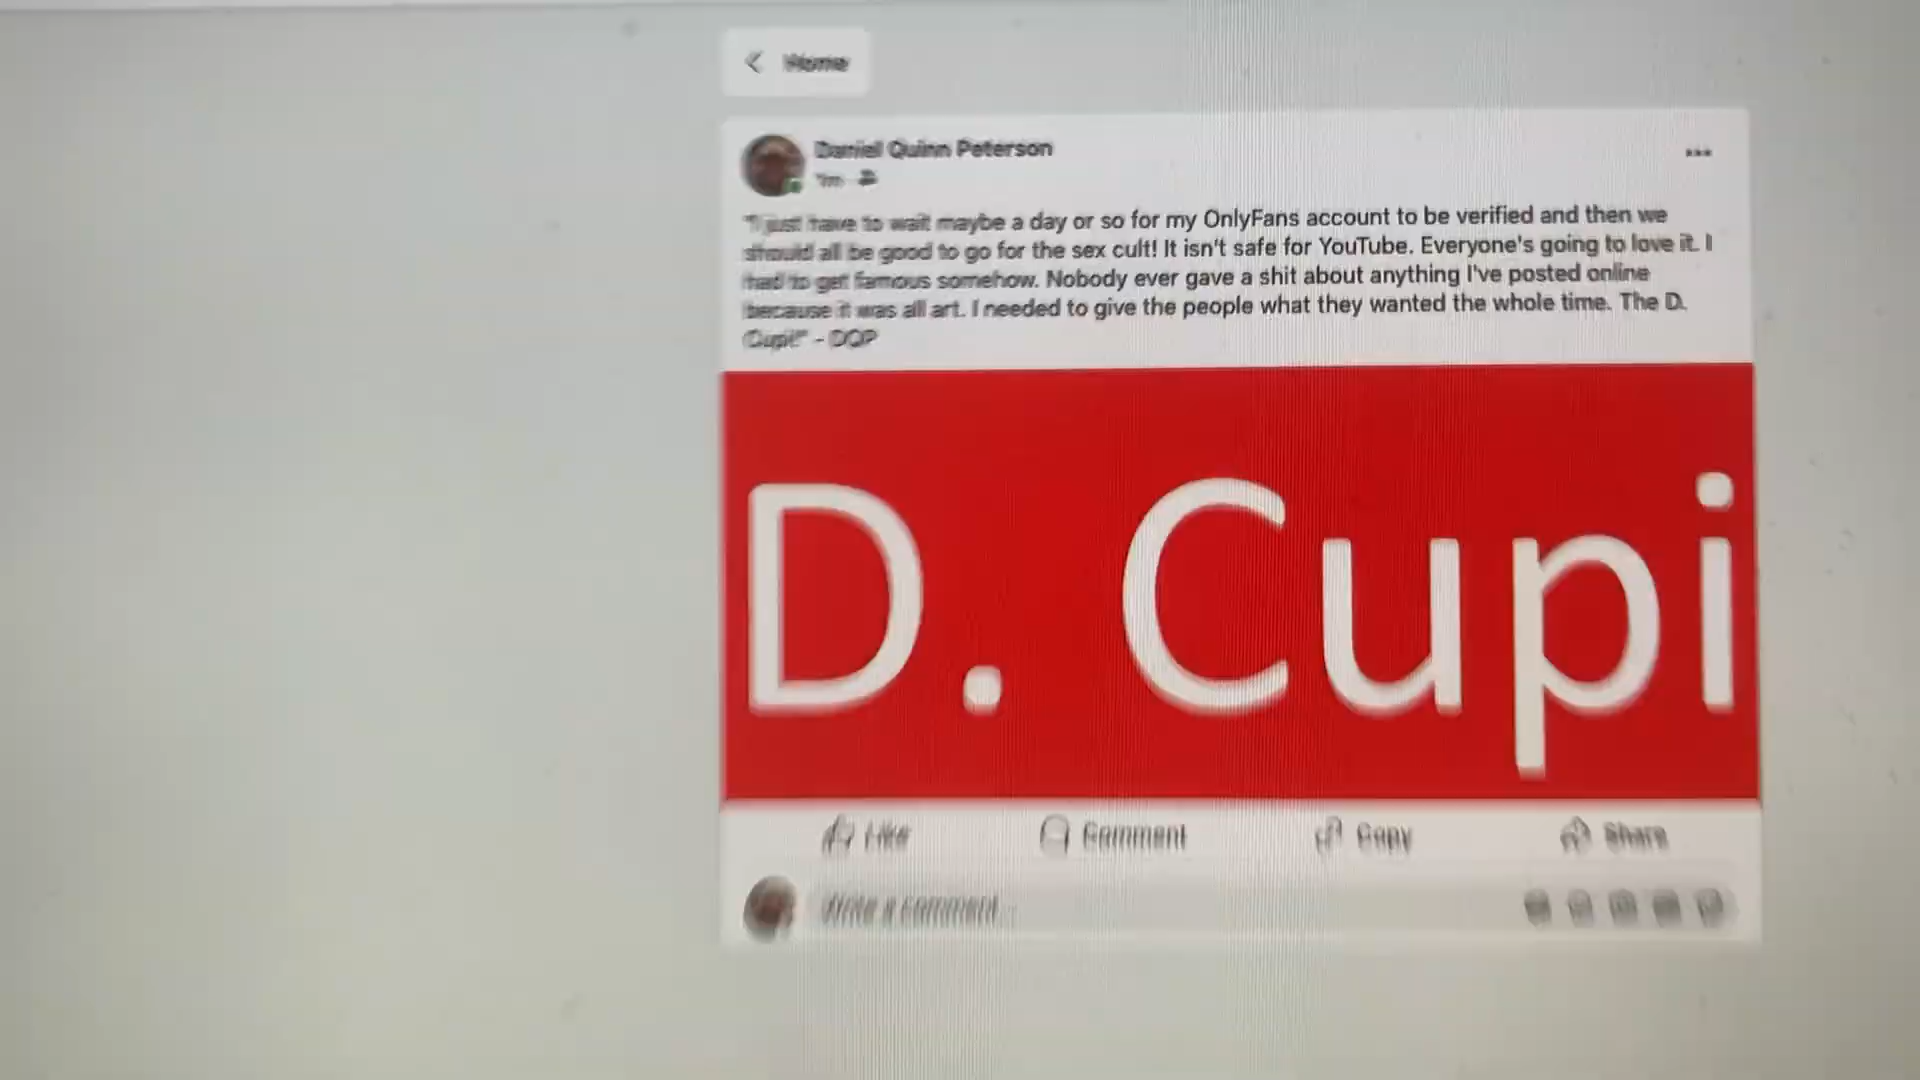 Home
Daniel Quinn Peterson
1m
"I just have to wait maybe a day or so for my OnlyFans account to be verified and then we
should all be good to go for the sex cult! It isn't safe for YouTube. Everyone's going to love it. I
had to get famous somehow. Nobody ever gave a shit about anything I've posted online
because it was all art. I needed to give the people what they wanted the whole time. The D.
Cupi!" - DQP
D. Cupi
Like Comment Copy Share
Write a comment...